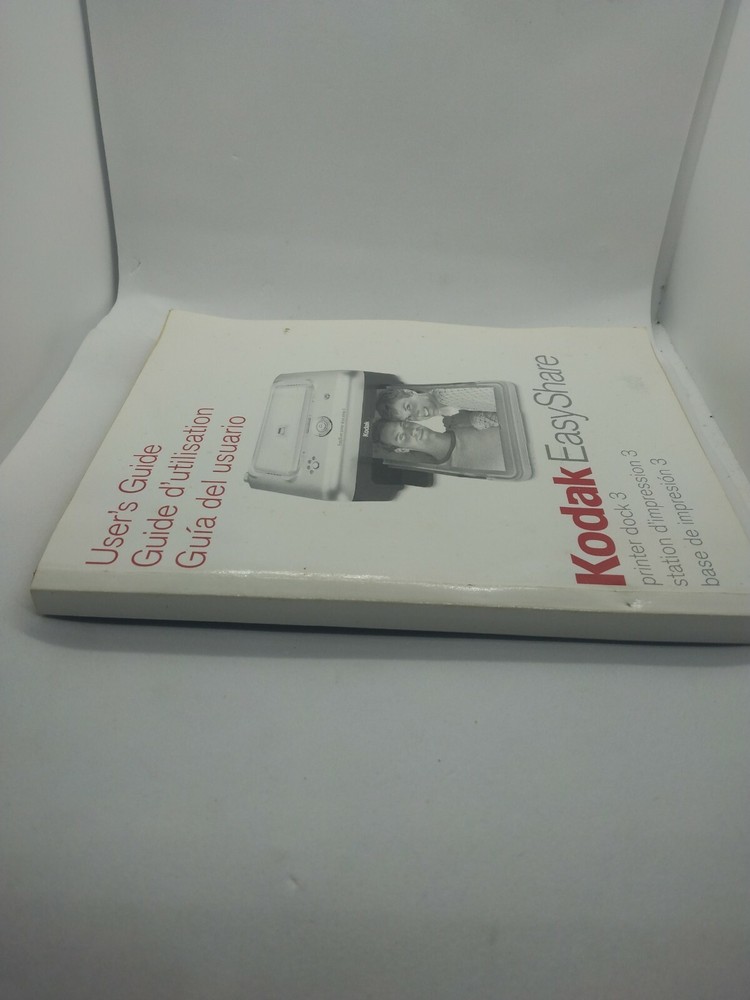 User's Guide
Guide d'utilisation
Guía del usuario
Kodak
Kodak EasyShare
printer dock 3
station d'impression 3
base de impresión 3